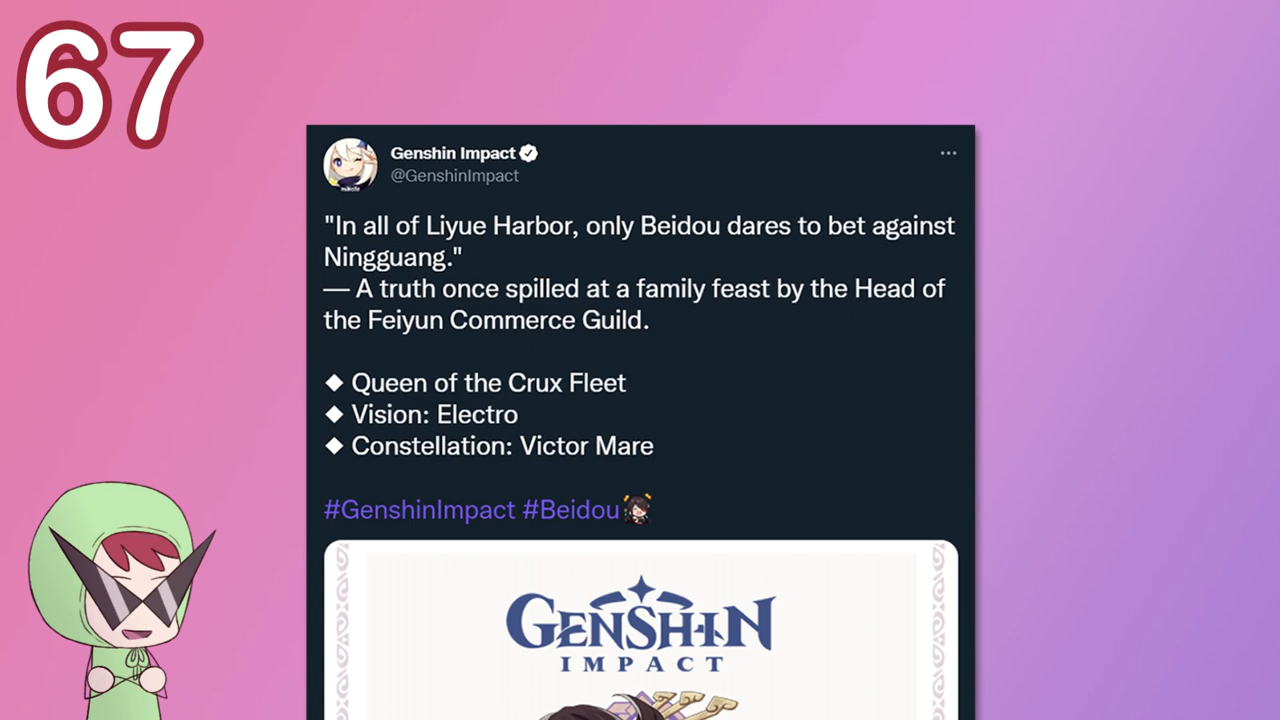 67
Genshin Impact
@GenshinImpact
"In all of Liyue Harbor, only Beidou dares to bet against
Ningguang."
— A truth once spilled at a family feast by the Head of
the Feiyun Commerce Guild.
◆ Queen of the Crux Fleet
◆ Vision: Electro
◆ Constellation: Victor Mare
#GenshinImpact #Beidou
GENSHIN
IMPACT